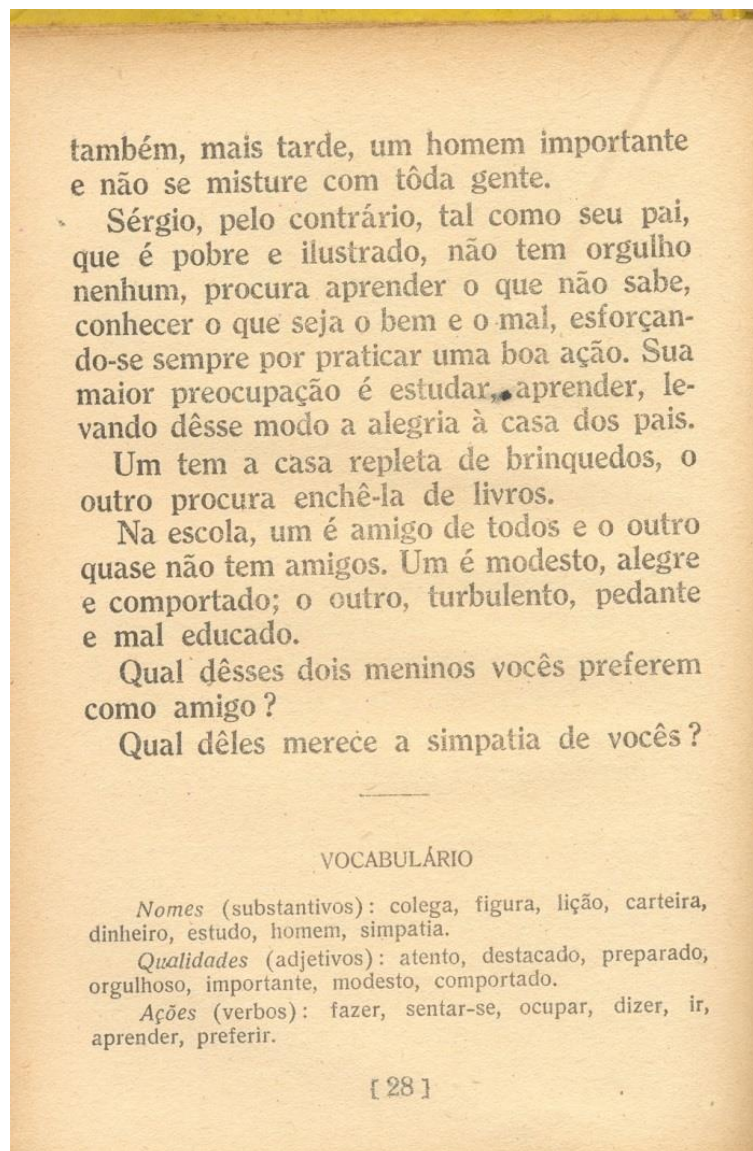 também, mais tarde, um homem importante
e não se misture com tôda gente.
Sérgio, pelo contrário, tal como seu pai,
que é pobre e ilustrado, não tem orgulho
nenhum, procura aprender o que não sabe,
conhecer o que seja o bem e o mal, esforçan-
do-se sempre por praticar uma boa ação. Sua
maior preocupação é estudar, aprender, le-
vando dêsse modo a alegria à casa dos pais.
Um tem a casa repleta de brinquedos, o
outro procura enchê-la de livros.
Na escola, um é amigo de todos e o outro
quase não tem amigos. Um é modesto, alegre
e comportado; o outro, turbulento, pedante
e mal educado.
Qual dêsses dois meninos vocês preferem
como amigo?
Qual dêles merece a simpatia de vocês?
VOCABULÁRIO
Nomes (substantivos): colega, figura, lição, carteira,
dinheiro, estudo, homem, simpatia.
Qualidades (adjetivos): atento, destacado, preparado,
orgulhoso, importante, modesto, comportado.
Ações (verbos): fazer, sentar-se, ocupar, dizer, ir,
aprender, preferir.
[ 28 ]